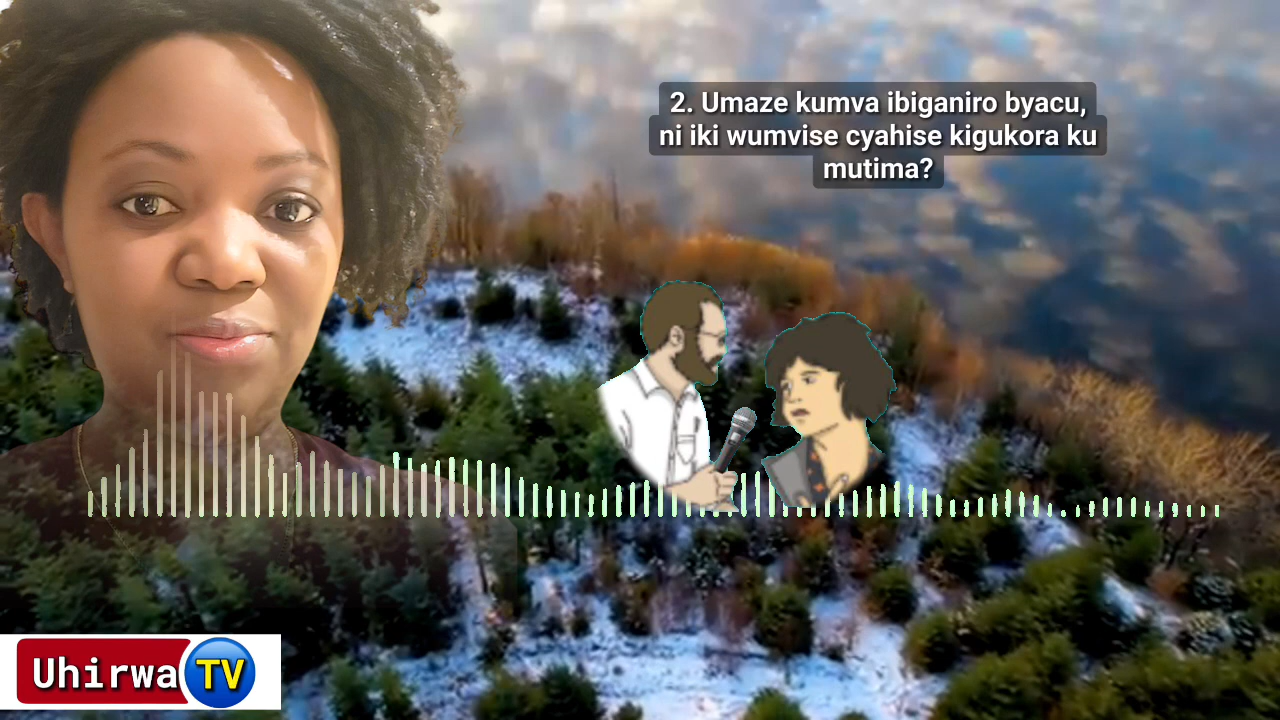 2. Umaze kumva ibiganiro byacu,
ni iki wumvise cyahise kigukora ku
mutima?
Uhirwa TV